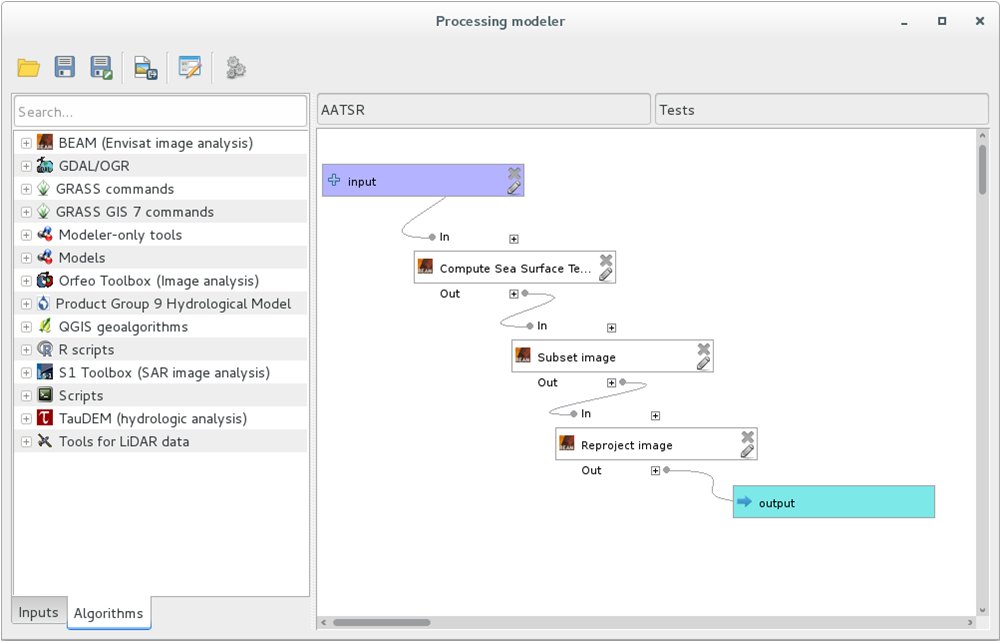 Processing modeler
Search...
AATSR
Tests
BEAM (Envisat image analysis)
GDAL/OGR
GRASS commands
GRASS GIS 7 commands
Modeler-only tools
Models
Orfeo Toolbox (Image analysis)
Product Group 9 Hydrological Model
QGIS geoalgorithms
R scripts
S1 Toolbox (SAR image analysis)
Scripts
TauDEM (hydrologic analysis)
Tools for LiDAR data
Inputs
Algorithms
input
In
Compute Sea Surface Te...
Out
In
Subset image
Out
In
Reproject image
Out
output